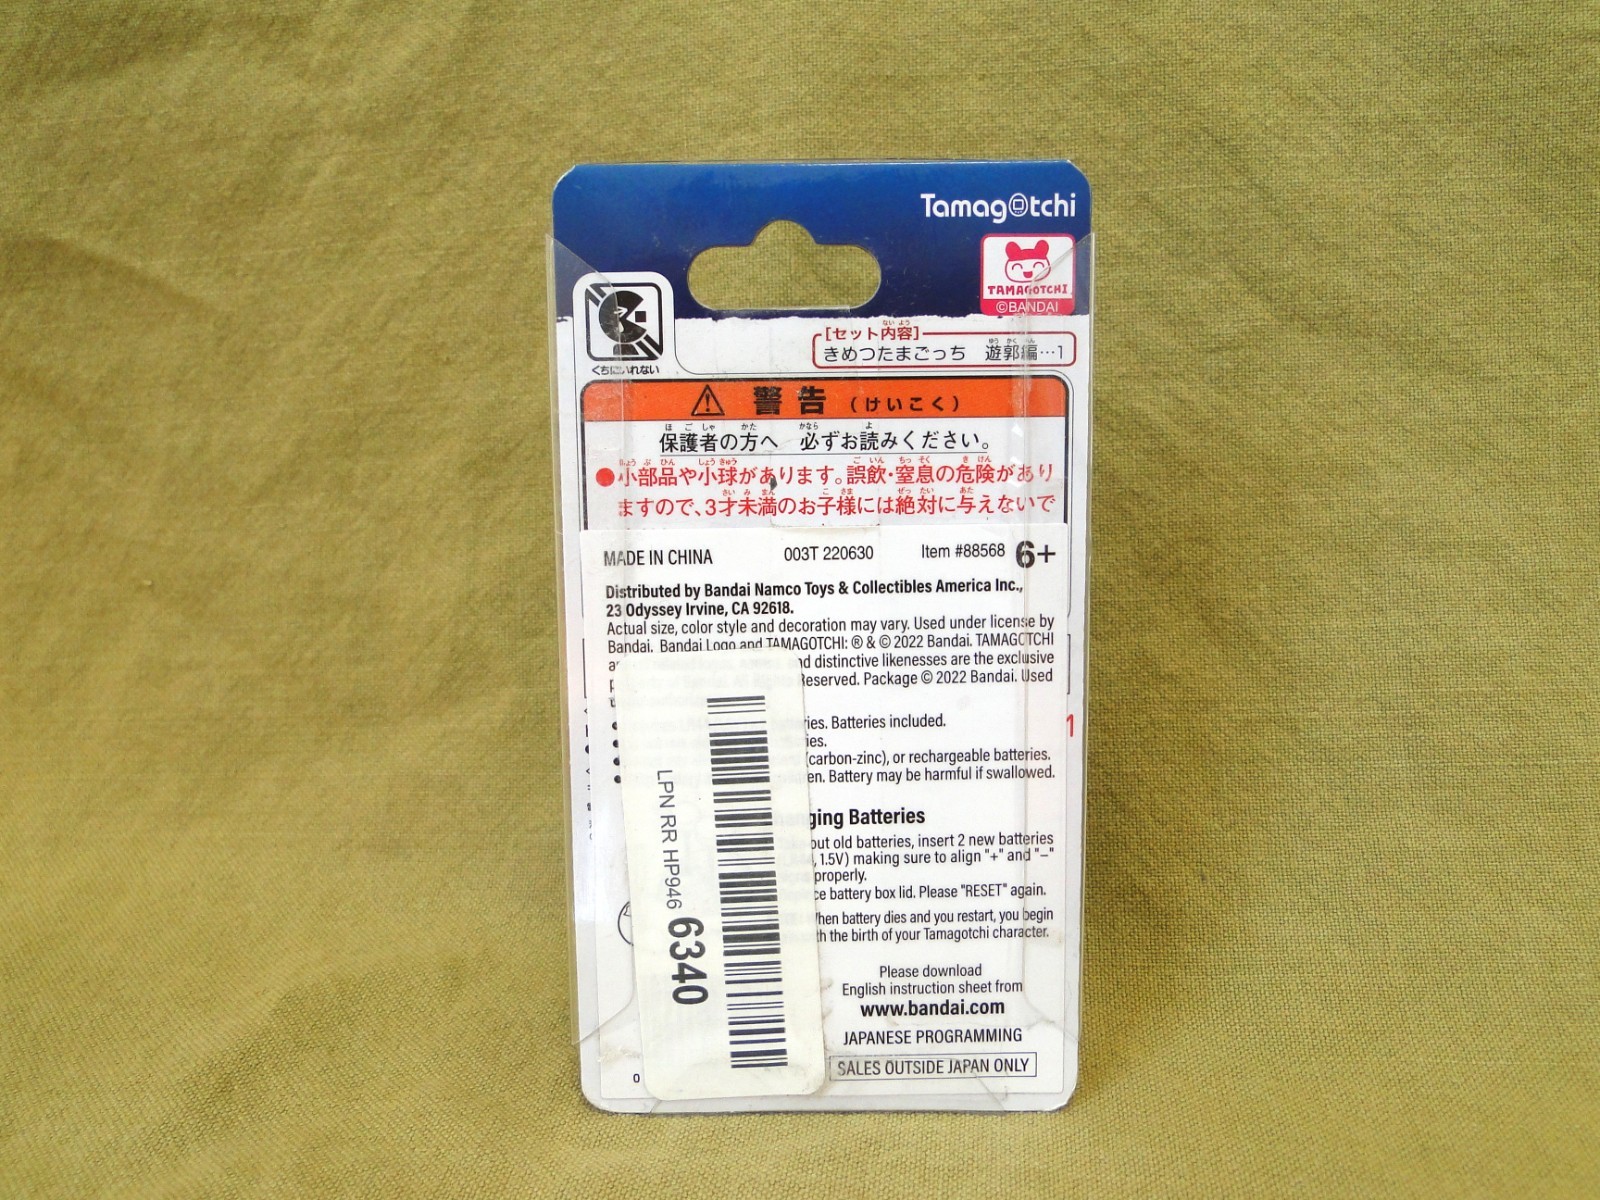 Tamagotchi
TAMAGOTCHI
©BANDAI
くちにいれない
[セット内容]
きめつたまごっち 遊郭編…1
警告(けいこく)
保護者の方へ 必ずお読みください。
●小部品や小球があります。誤飲・窒息の危険があり
ますので、3才未満のお子様には絶対に与えないで
MADE IN CHINA 003T 220630 Item #88568 6+
Distributed by Bandai Namco Toys & Collectibles America Inc.,
23 Odyssey Irvine, CA 92618.
Actual size, color style and decoration may vary. Used under license by
Bandai. Bandai Logo and TAMAGOTCHI: ® & © 2022 Bandai. TAMAGOTCHI
distinctive likenesses are the exclusive
Reserved. Package © 2022 Bandai. Used
Batteries included.
(carbon-zinc), or rechargeable batteries.
Battery may be harmful if swallowed.
Batteries
out old batteries, insert 2 new batteries
, 1.5V) making sure to align "+" and "–"
properly.
battery box lid. Please "RESET" again.
When battery dies and you restart, you begin
the birth of your Tamagotchi character.
Please download
English instruction sheet from
www.bandai.com
JAPANESE PROGRAMMING
SALES OUTSIDE JAPAN ONLY
LPN RR HP946 6340
1
0